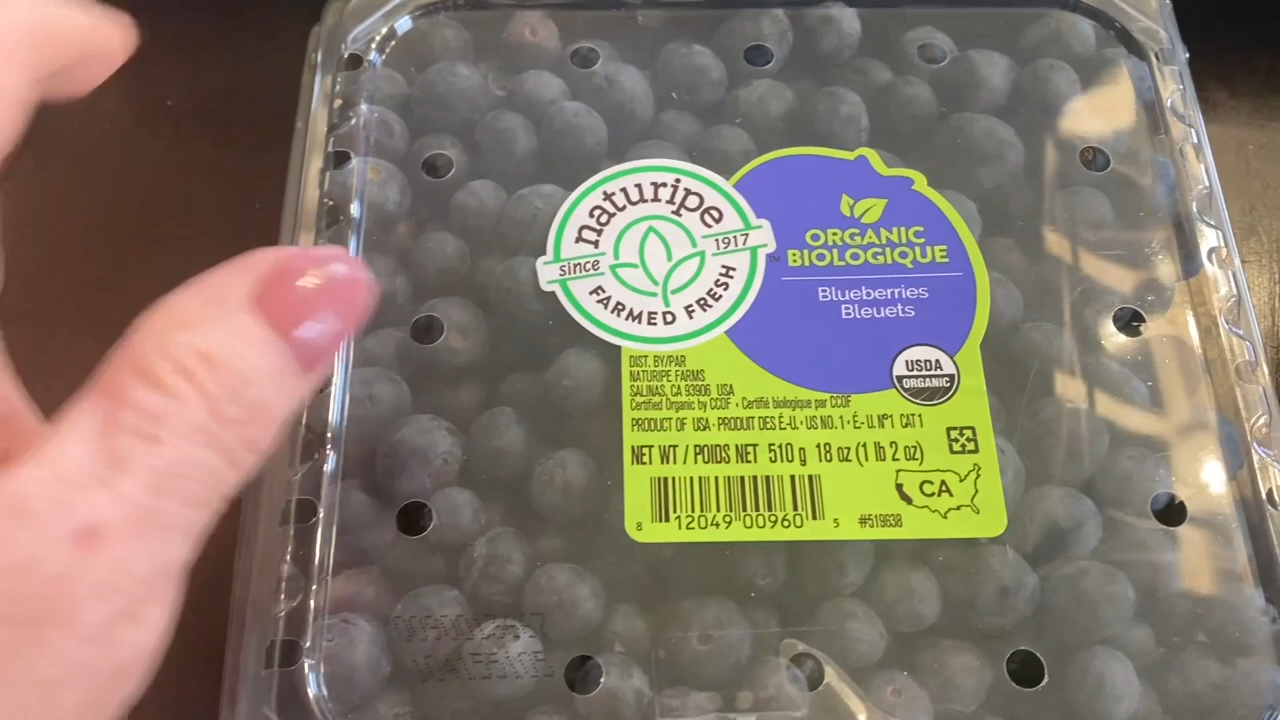 naturipe
since 1917
FARMED FRESH
TM
ORGANIC
BIOLOGIQUE
Blueberries
Bleuets
USDA
ORGANIC
DIST. BY/PAR
NATURIPE FARMS
SALINAS, CA 93906 USA
Certified Organic by CCOF • Certifié biologique par CCOF
PRODUCT OF USA • PRODUIT DES É-U. • US NO. 1 • É-U. Nº1 CAT 1
NET WT / POIDS NET 510 g 18 oz (1 lb 2 oz)
CA
8 12049 00960 5
#519638